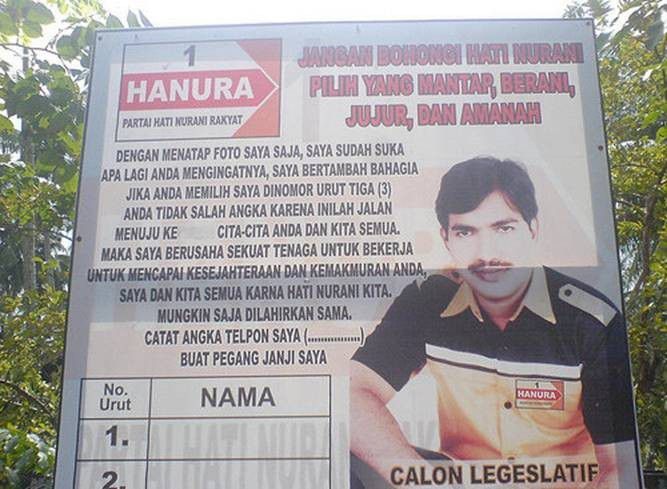 1
HANURA
PARTAI HATI NURANI RAKYAT
JANGAN BOHONGI HATI NURANI
PILIH YANG MANTAP, BERANI,
JUJUR, DAN AMANAH
DENGAN MENATAP FOTO SAYA SAJA, SAYA SUDAH SUKA
APA LAGI ANDA MENGINGATNYA, SAYA BERTAMBAH BAHAGIA
JIKA ANDA MEMILIH SAYA DINOMOR URUT TIGA (3)
ANDA TIDAK SALAH ANGKA KARENA INILAH JALAN
MENUJU KE CITA-CITA ANDA DAN KITA SEMUA.
MAKA SAYA BERUSAHA SEKUAT TENAGA UNTUK BEKERJA
UNTUK MENCAPAI KESEJAHTERAAN DAN KEMAKMURAN ANDA,
SAYA DAN KITA SEMUA KARNA HATI NURANI KITA.
MUNGKIN SAJA DILAHIRKAN SAMA.
CATAT ANGKA TELPON SAYA (................)
BUAT PEGANG JANJI SAYA
No. Urut NAMA
1.
2.
PARTAI HATI NURANI
1
HANURA
CALON LEGESLATIF